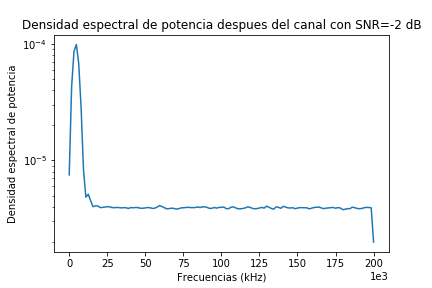 Densidad espectral de potencia despues del canal con SNR=-2 dB
Densidad espectral de potencia
10⁻⁴
10⁻⁵
0 25 50 75 100 125 150 175 200
1e3
Frecuencias (kHz)